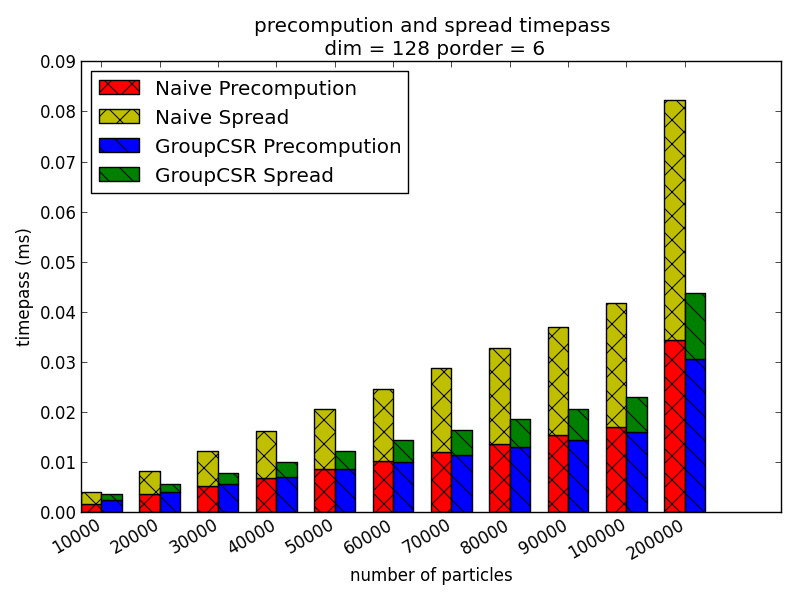 precompution and spread timepass
dim = 128 porder = 6
Naive Precompution
Naive Spread
GroupCSR Precompution
GroupCSR Spread
timepass (ms)
0.09
0.08
0.07
0.06
0.05
0.04
0.03
0.02
0.01
0.00
10000
20000
30000
40000
50000
60000
70000
80000
90000
100000
200000
number of particles